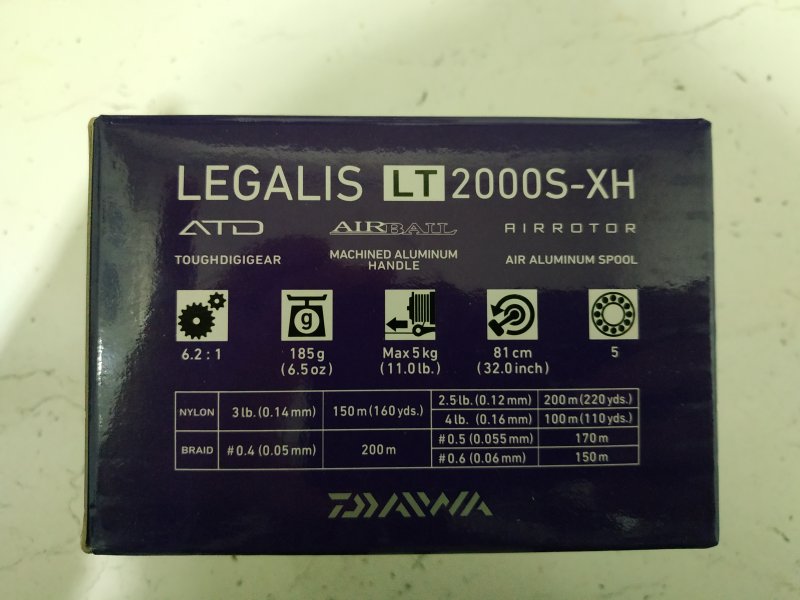 LEGALIS LT 2000S-XH
ATD AIRBAIL AIRROTOR
TOUGHDIGIGEAR MACHINED ALUMINUM HANDLE AIR ALUMINUM SPOOL
g
6.2 : 1 185g (6.5 oz) Max 5 kg (11.0 lb.) 81 cm (32.0 inch) 5
NYLON 3 lb. (0.14 mm) 150 m (160 yds.) 2.5 lb. (0.12 mm) 200 m (220 yds.)
4 lb. (0.16 mm) 100 m (110 yds.)
BRAID #0.4 (0.05 mm) 200 m #0.5 (0.055 mm) 170 m
#0.6 (0.06 mm) 150 m
DAIWA